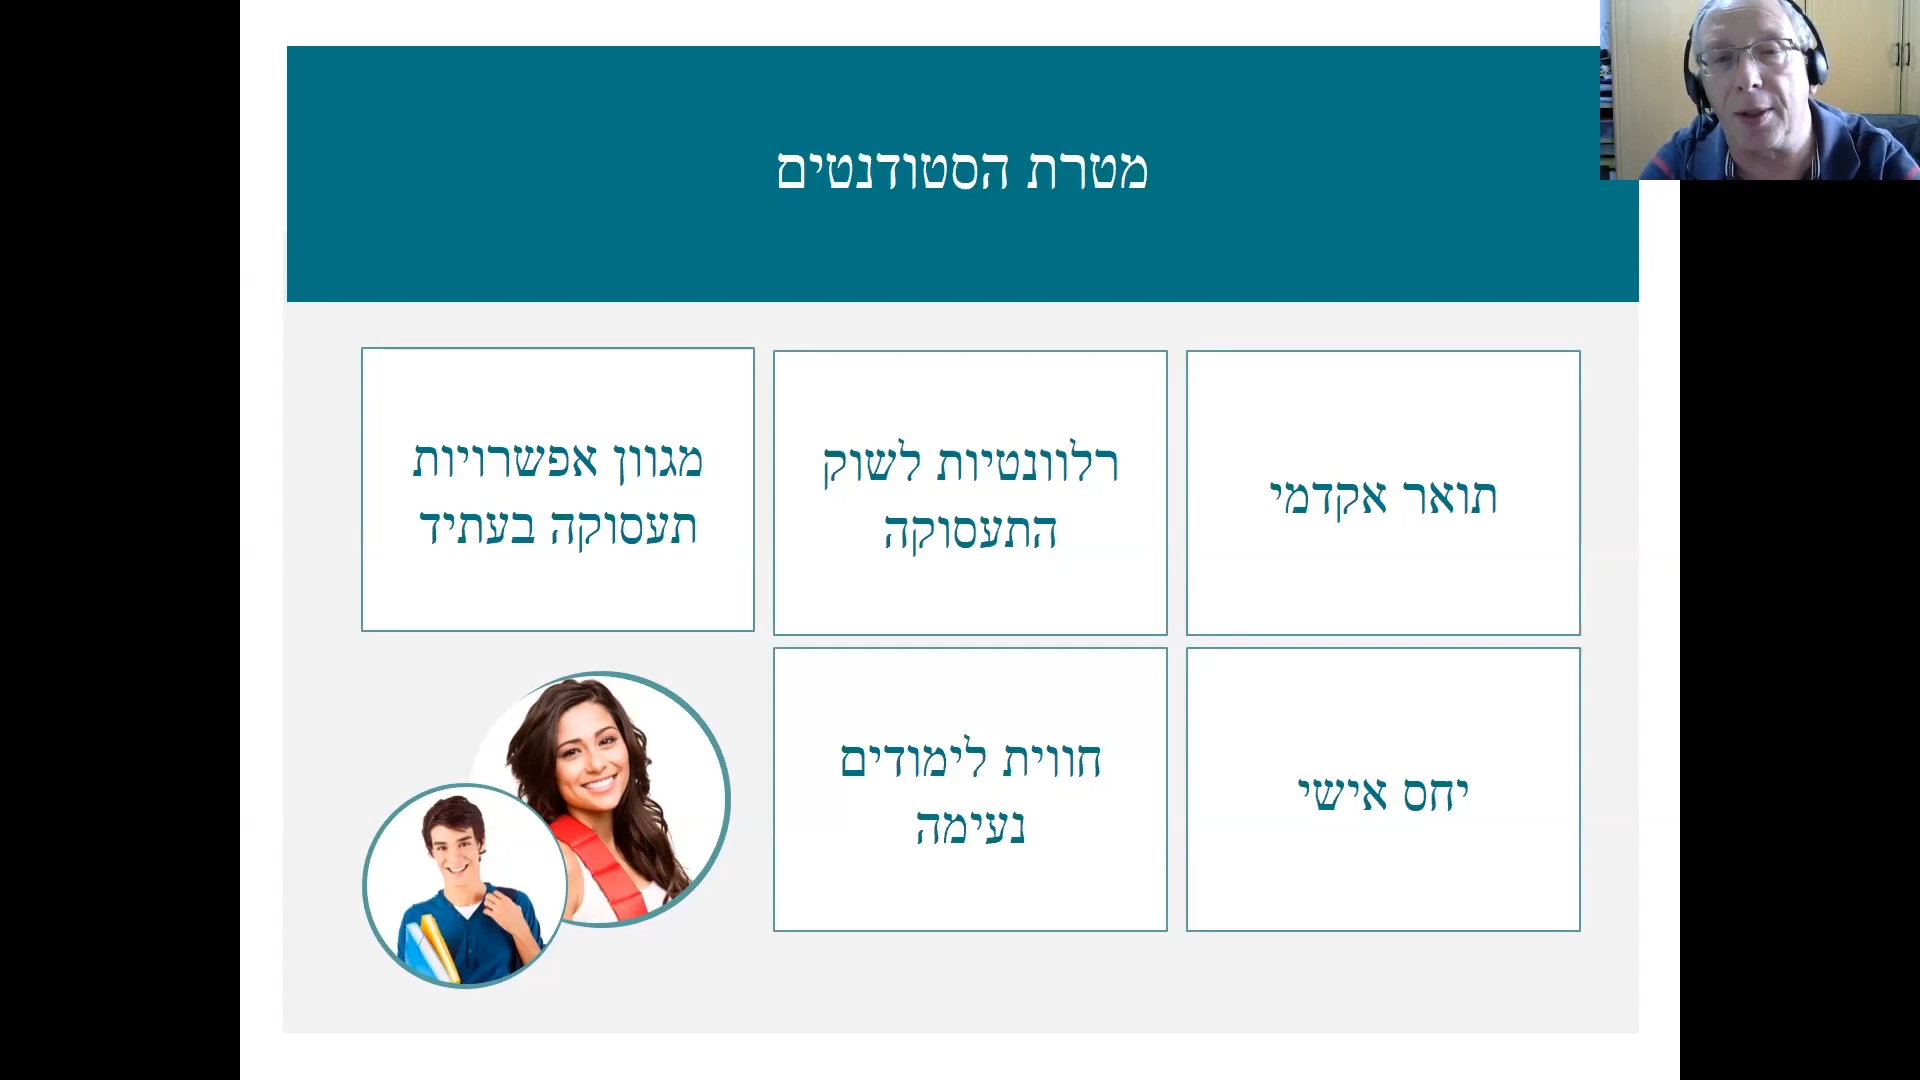 מטרת הסטודנטים
תואר אקדמי
רלוונטיות לשוק
התעסוקה
מגוון אפשרויות
תעסוקה בעתיד
יחס אישי
חווית לימודים
נעימה